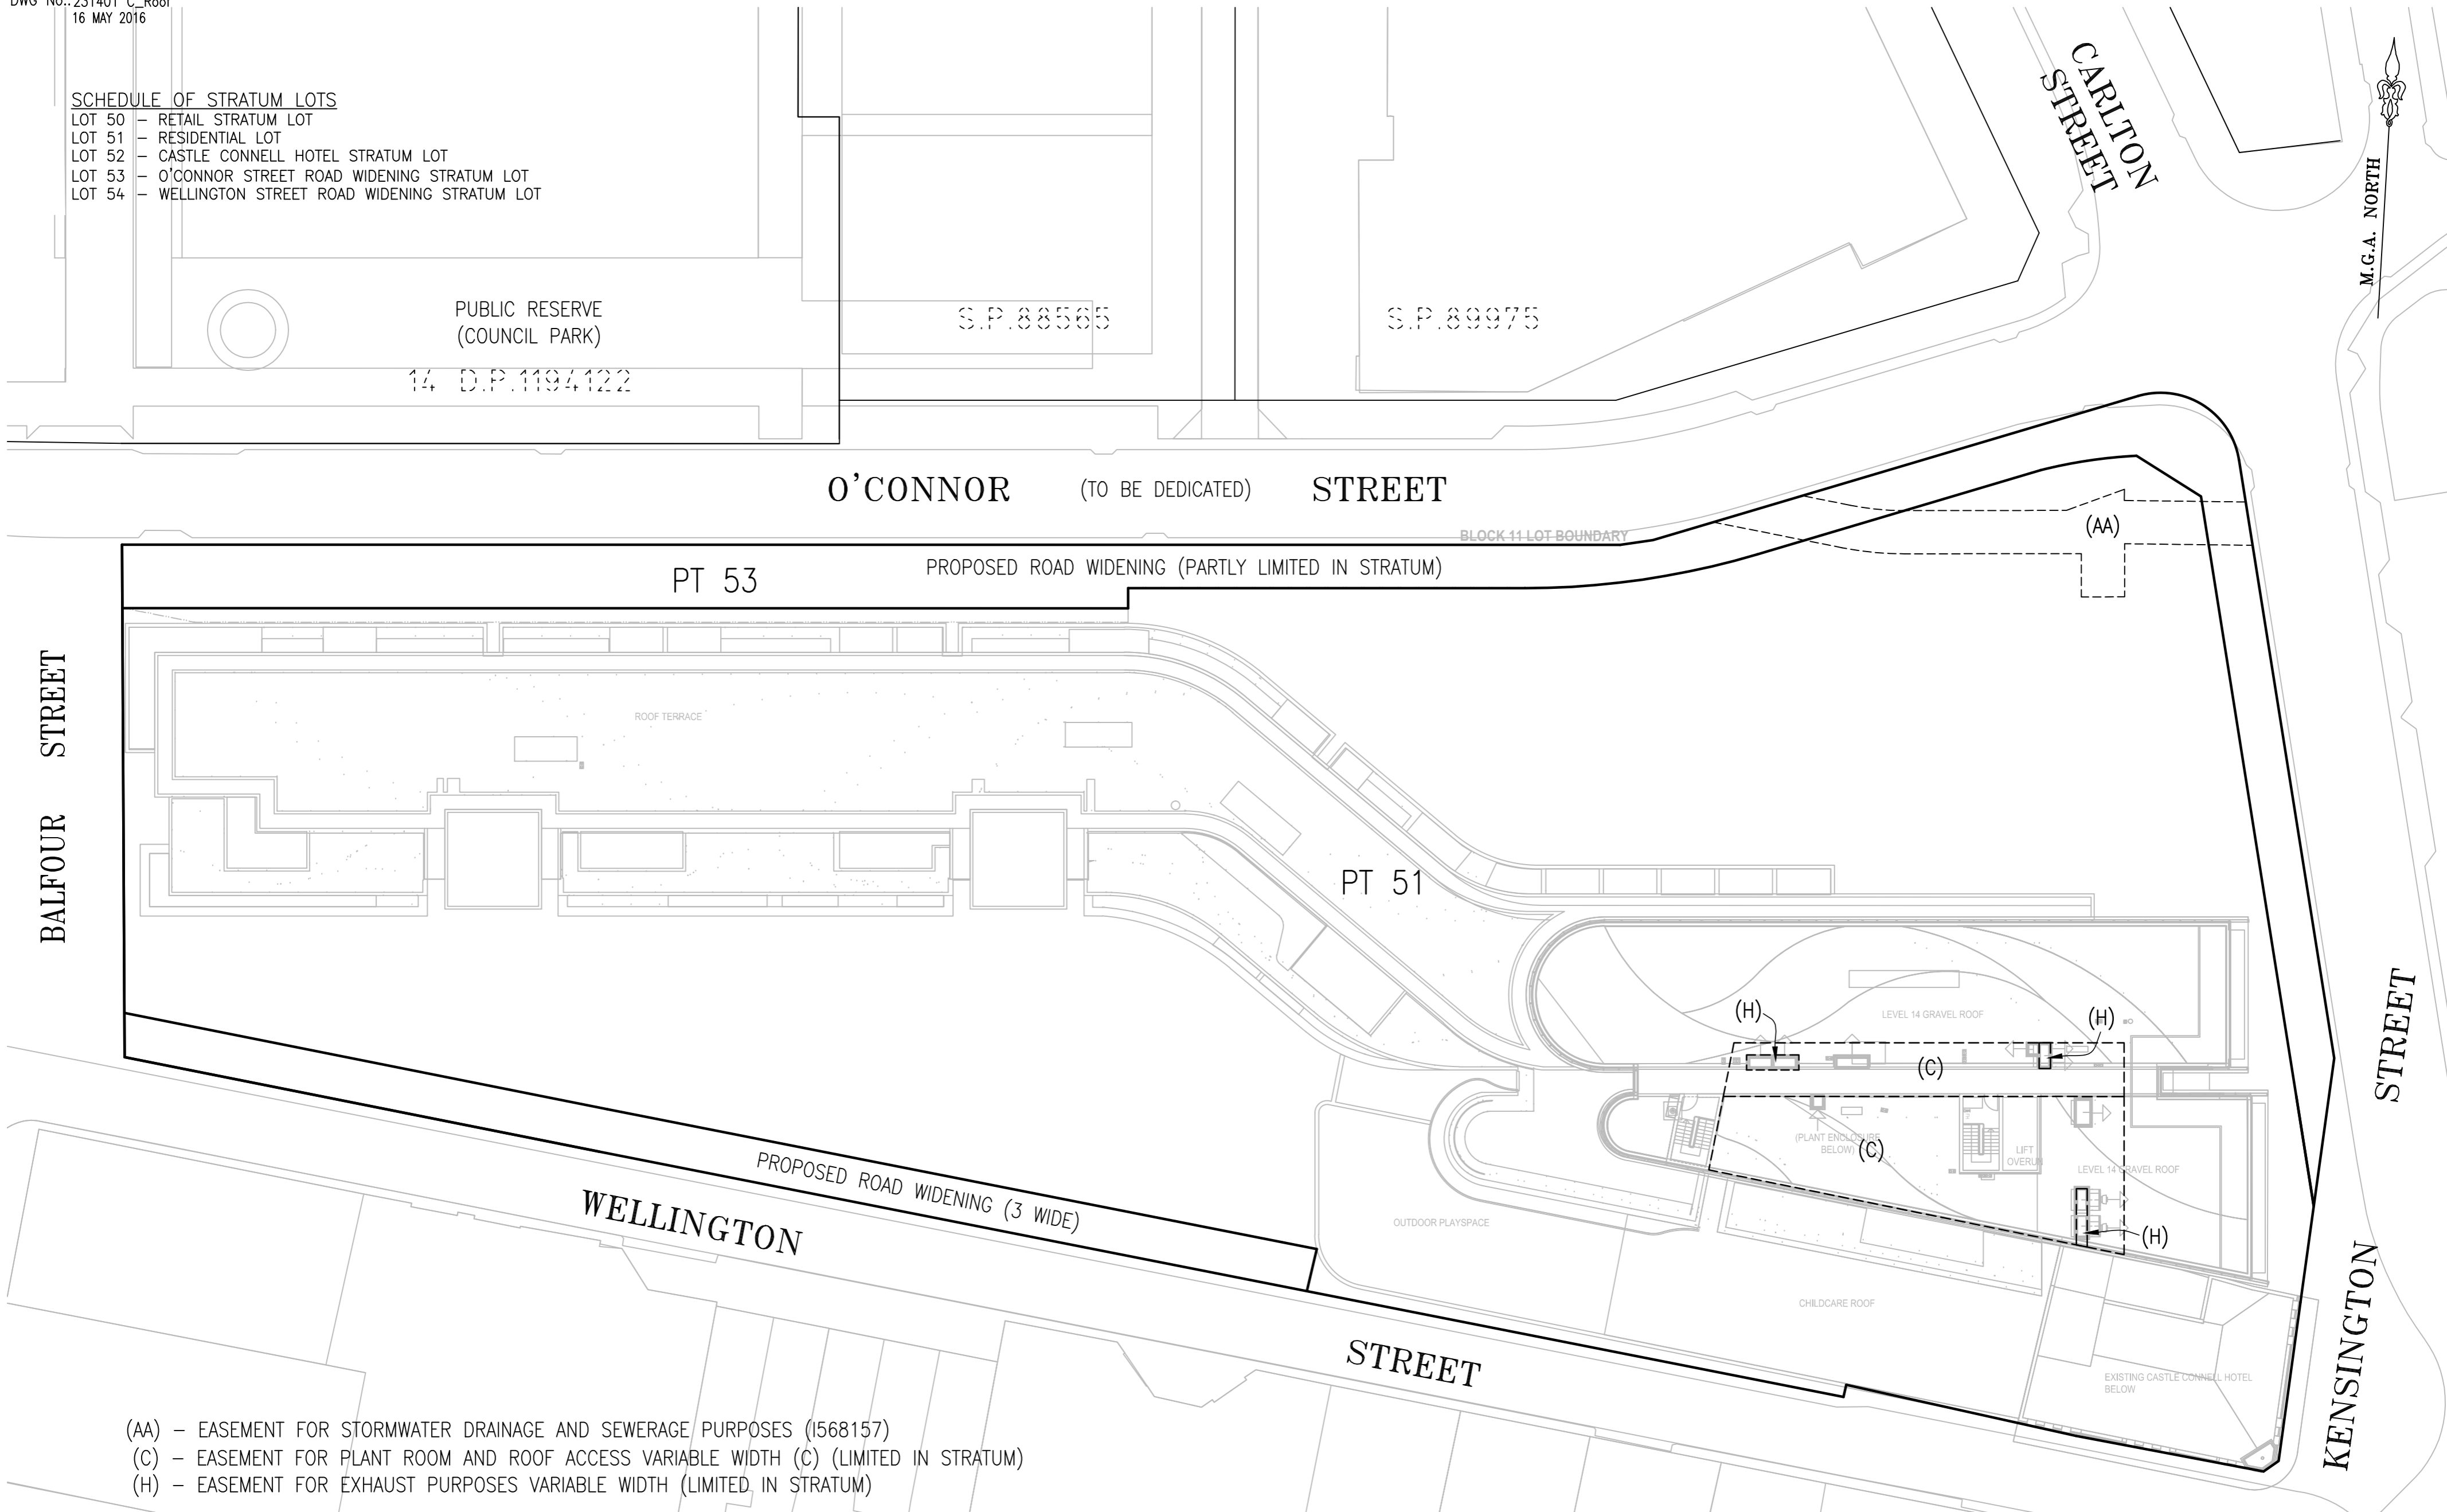 DWG NO.: 231401 C_Roof
16 MAY 2016
SCHEDULE OF STRATUM LOTS
LOT 50 – RETAIL STRATUM LOT
LOT 51 – RESIDENTIAL LOT
LOT 52 – CASTLE CONNELL HOTEL STRATUM LOT
LOT 53 – O'CONNOR STREET ROAD WIDENING STRATUM LOT
LOT 54 – WELLINGTON STREET ROAD WIDENING STRATUM LOT
CARLTON
STREET
M.G.A. NORTH
PUBLIC RESERVE
(COUNCIL PARK)
14 D.P.1194122
S.P.88565
S.P.89975
O'CONNOR (TO BE DEDICATED) STREET
BLOCK 11 LOT BOUNDARY
(AA)
PT 53
PROPOSED ROAD WIDENING (PARTLY LIMITED IN STRATUM)
BALFOUR STREET
ROOF TERRACE
PT 51
LEVEL 14 GRAVEL ROOF
(H)
(H)
(C)
(PLANT ENCLOSURE
BELOW)
(C)
LIFT
OVERUN
LEVEL 14 GRAVEL ROOF
(H)
OUTDOOR PLAYSPACE
CHILDCARE ROOF
EXISTING CASTLE CONNELL HOTEL
BELOW
PROPOSED ROAD WIDENING (3 WIDE)
WELLINGTON STREET
KENSINGTON STREET
(AA) – EASEMENT FOR STORMWATER DRAINAGE AND SEWERAGE PURPOSES (I568157)
(C) – EASEMENT FOR PLANT ROOM AND ROOF ACCESS VARIABLE WIDTH (C) (LIMITED IN STRATUM)
(H) – EASEMENT FOR EXHAUST PURPOSES VARIABLE WIDTH (LIMITED IN STRATUM)